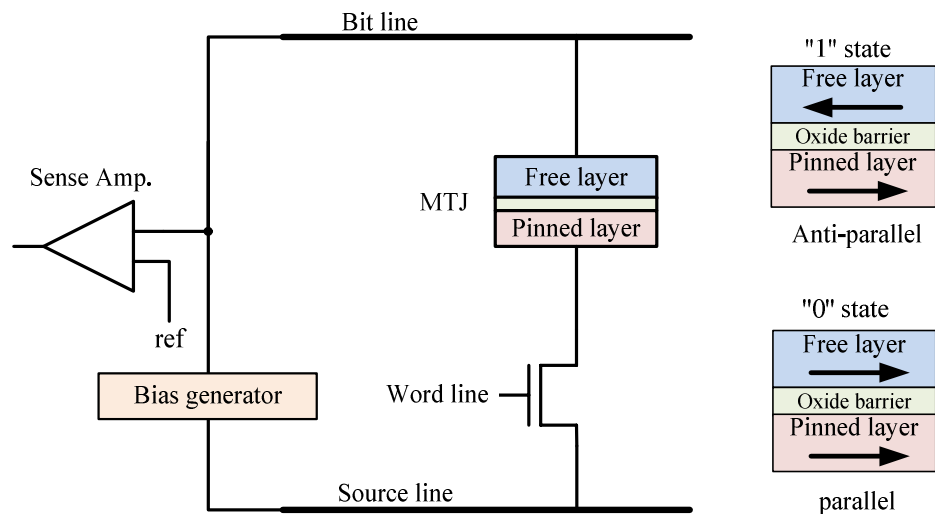 Bit line
Sense Amp.
ref
Bias generator
MTJ
Free layer
Pinned layer
Word line
Source line
"1" state
Free layer
Oxide barrier
Pinned layer
Anti-parallel
"0" state
Free layer
Oxide barrier
Pinned layer
parallel